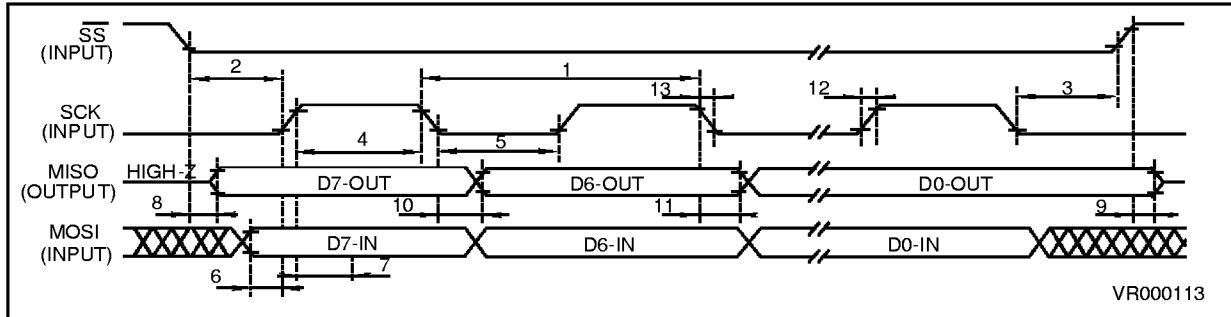 SS
(INPUT)
2
1
13
12
3
SCK
(INPUT)
4
5
MISO
(OUTPUT)
HIGH-Z
D7-OUT
D6-OUT
D0-OUT
8
10
11
9
MOSI
(INPUT)
D7-IN
D6-IN
D0-IN
6
7
VR000113